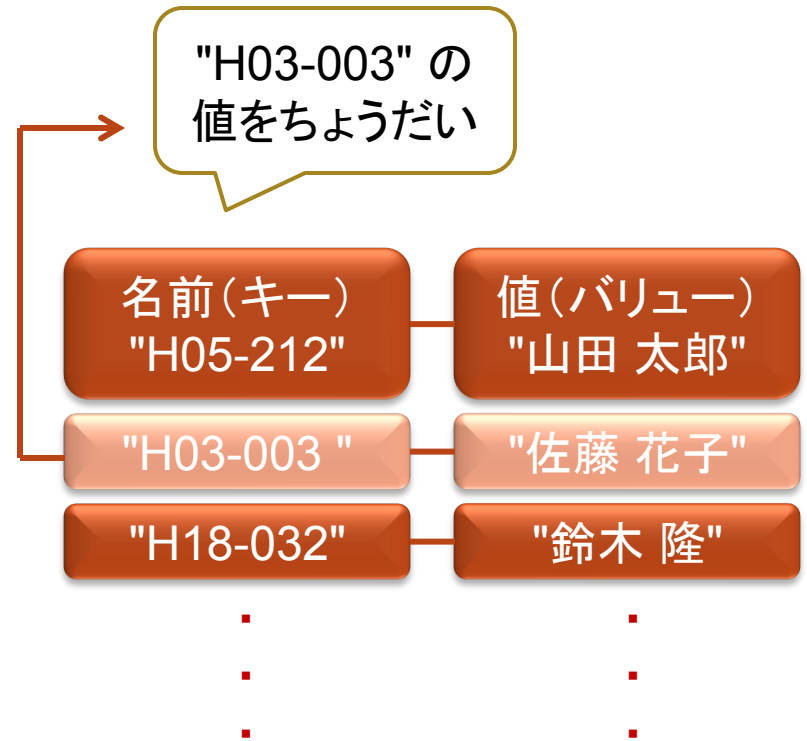 "H03-003" の
値をちょうだい
名前（キー）
"H05-212"
値（バリュー）
"山田 太郎"
"H03-003 "
"佐藤 花子"
"H18-032"
"鈴木 隆"